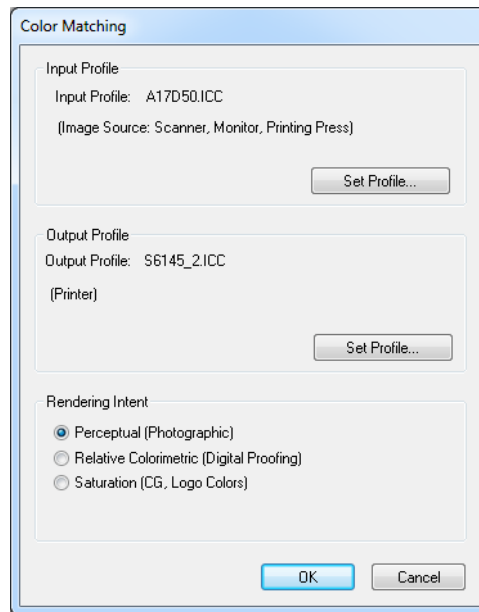 Color Matching
Input Profile
Input Profile: A17D50.ICC
(Image Source: Scanner, Monitor, Printing Press)
Set Profile...
Output Profile
Output Profile: S6145_2.ICC
(Printer)
Set Profile...
Rendering Intent
Perceptual (Photographic)
Relative Colorimetric (Digital Proofing)
Saturation (CG, Logo Colors)
OK Cancel